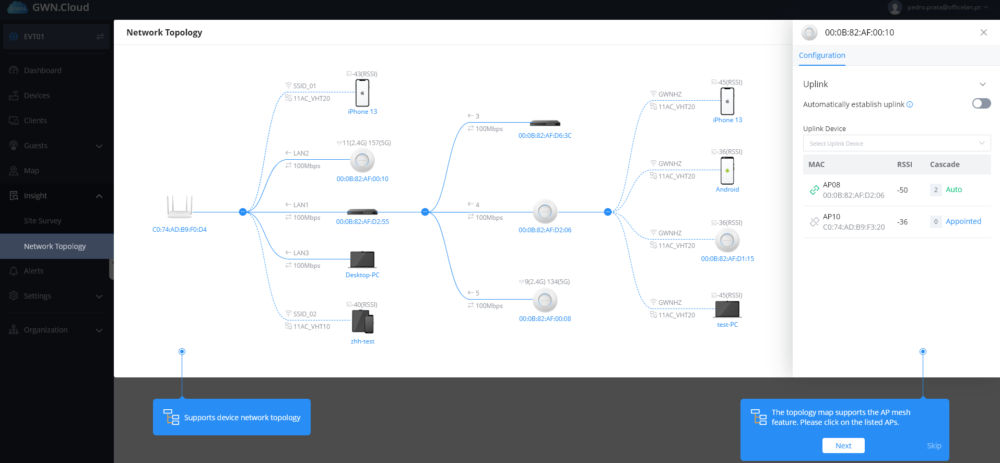 GWN
GWN.Cloud
pedro.prata@officelan.pt
EVT01
Dashboard
Devices
Clients
Guests
Map
Insight
Site Survey
Network Topology
Alerts
Settings
Organization
Network Topology
C0:74:AD:B9:F0:D4
SSID_01
11AC_VHT20
-43(RSSI)
iPhone 13
LAN2
100Mbps
11(2.4G) 157(5G)
00:0B:82:AF:00:10
LAN1
100Mbps
00:0B:82:AF:D2:55
LAN3
100Mbps
Desktop-PC
SSID_02
11AC_VHT10
-40(RSSI)
zhh-test
3
100Mbps
00:0B:82:AF:D6:3C
4
100Mbps
00:0B:82:AF:D2:06
5
100Mbps
9(2.4G) 134(5G)
00:0B:82:AF:00:08
GWNHZ
11AC_VHT20
-45(RSSI)
iPhone 13
GWNHZ
11AC_VHT20
-36(RSSI)
Android
GWNHZ
11AC_VHT20
-36(RSSI)
00:0B:82:AF:D1:15
GWNHZ
11AC_VHT20
-45(RSSI)
test-PC
00:0B:82:AF:00:10
Configuration
Uplink
Automatically establish uplink
Uplink Device
Select Uplink Device
MAC RSSI Cascade
AP08
00:0B:82:AF:D2:06
-50 2 Auto
AP10
C0:74:AD:B9:F3:20
-36 0 Appointed
Supports device network topology
The topology map supports the AP mesh
feature. Please click on the listed APs.
Next
Skip